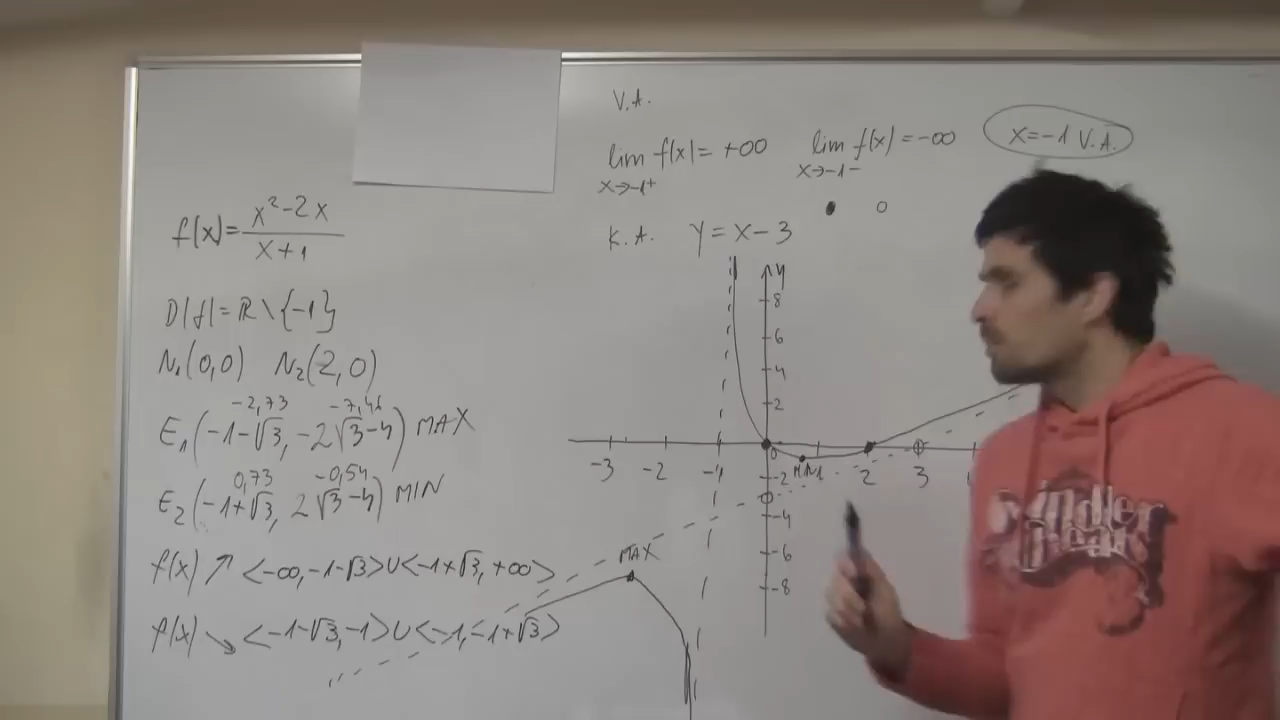 V.A.
lim f(x) = +∞ lim f(x) = -∞ x = -1 V.A.
x→-1+ x→-1-
K.A. y = x - 3
f(x) = x² - 2x
x + 1
D(f) = R \ {-1}
N₁(0,0) N₂(2,0)
-2,73 -7,46
E₁(-1-√3, -2√3-4) MAX
0,73 -0,54
E₂(-1+√3, 2√3-4) MIN
f(x) ↗ <-∞, -1-√3> ∪ <-1+√3, +∞>
f(x) ↘ <-1-√3, -1> ∪ <-1, -1+√3>
y
8
6
4
2
-3 -2 -1 0 MIN 1 2 3
-2
-4
-6
-8
MAX